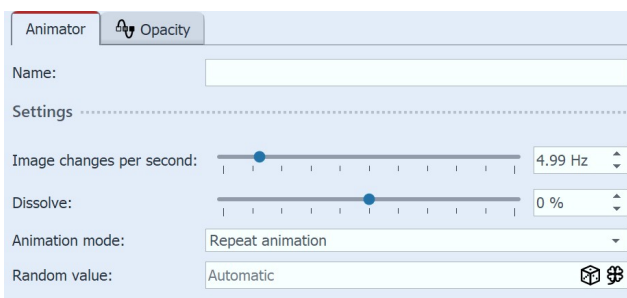 Animator Opacity
Name:
Settings
Image changes per second: 4.99 Hz
Dissolve: 0 %
Animation mode: Repeat animation
Random value: Automatic